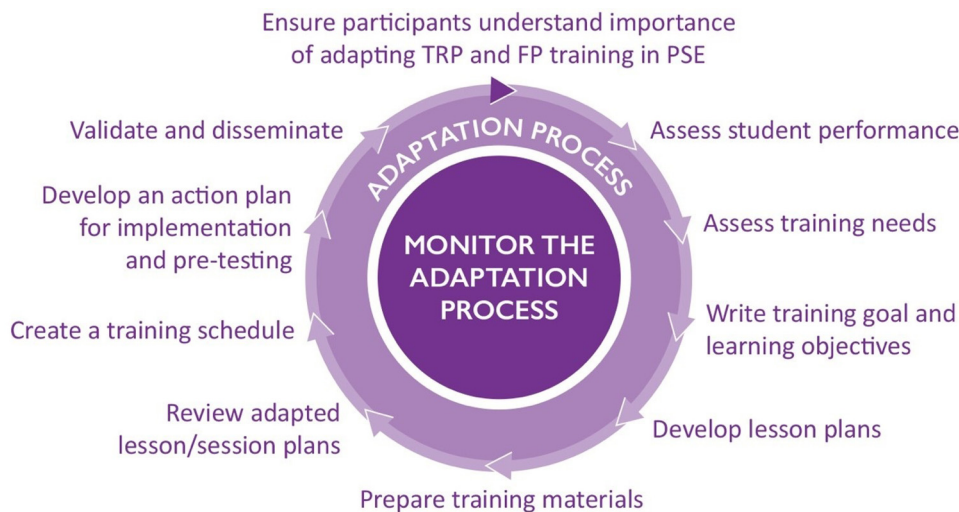 Ensure participants understand importance
of adapting TRP and FP training in PSE
ADAPTATION PROCESS
Assess student performance
Assess training needs
Write training goal and
learning objectives
Develop lesson plans
Prepare training materials
Review adapted
lesson/session plans
Create a training schedule
Develop an action plan
for implementation
and pre-testing
Validate and disseminate
MONITOR THE
ADAPTATION
PROCESS